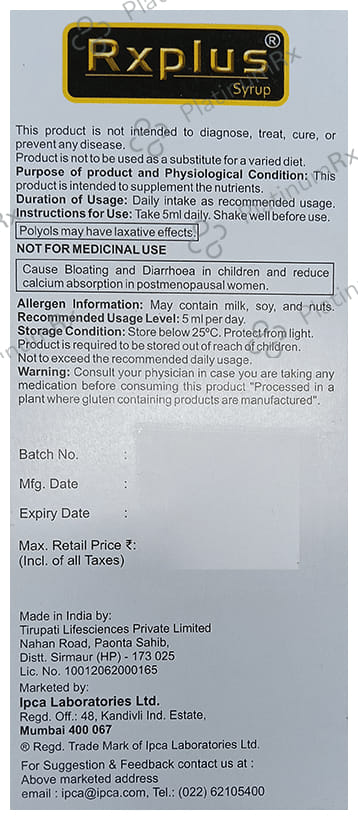 Rxplus®
Syrup
This product is not intended to diagnose, treat, cure, or
prevent any disease.
Product is not to be used as a substitute for a varied diet.
Purpose of product and Physiological Condition: This
product is intended to supplement the nutrients.
Duration of Usage: Daily intake as recommended usage.
Instructions for Use: Take 5ml daily. Shake well before use.
Polyols may have laxative effects.
NOT FOR MEDICINAL USE
Cause Bloating and Diarrhoea in children and reduce
calcium absorption in postmenopausal women.
Allergen Information: May contain milk, soy, and nuts.
Recommended Usage Level: 5 ml per day.
Storage Condition: Store below 25ºC. Protect from light.
Product is required to be stored out of reach of children.
Not to exceed the recommended daily usage.
Warning: Consult your physician in case you are taking any
medication before consuming this product "Processed in a
plant where gluten containing products are manufactured".
Batch No. :
Mfg. Date :
Expiry Date :
Max. Retail Price ₹:
(Incl. of all Taxes)
Made in India by:
Tirupati Lifesciences Private Limited
Nahan Road, Paonta Sahib,
Distt. Sirmaur (HP) - 173 025
Lic. No. 10012062000165
Marketed by:
Ipca Laboratories Ltd.
Regd. Off.: 48, Kandivli Ind. Estate,
Mumbai 400 067
® Regd. Trade Mark of Ipca Laboratories Ltd.
For Suggestion & Feedback contact us at :
Above marketed address
email : ipca@ipca.com, Tel.: (022) 62105400
PlatinumRx